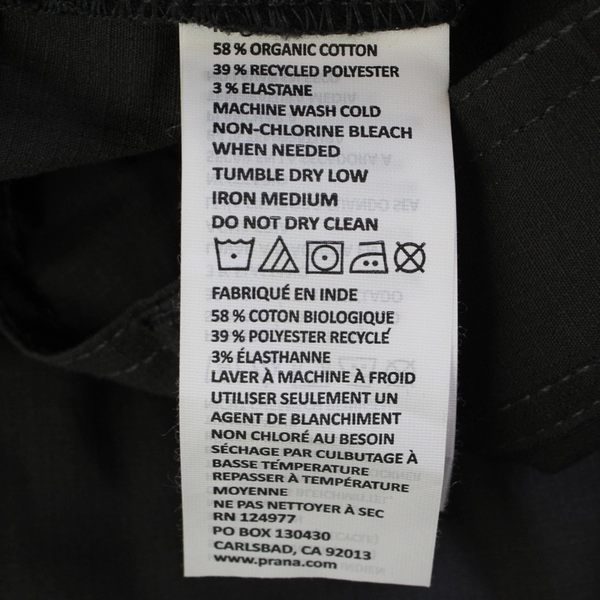 58 % ORGANIC COTTON
39 % RECYCLED POLYESTER
3 % ELASTANE
MACHINE WASH COLD
NON-CHLORINE BLEACH
WHEN NEEDED
TUMBLE DRY LOW
IRON MEDIUM
DO NOT DRY CLEAN
FABRIQUÉ EN INDE
58 % COTON BIOLOGIQUE
39 % POLYESTER RECYCLÉ
3% ÉLASTHANNE
LAVER À MACHINE À FROID
UTILISER SEULEMENT UN
AGENT DE BLANCHIMENT
NON CHLORÉ AU BESOIN
SÉCHAGE PAR CULBUTAGE À
BASSE TEMPÉRATURE
REPASSER À TEMPÉRATURE
MOYENNE
NE PAS NETTOYER À SEC
RN 124977
PO BOX 130430
CARLSBAD, CA 92013
www.prana.com